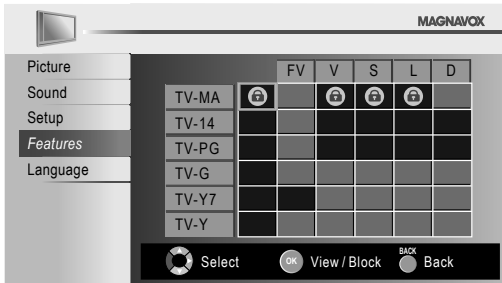 MAGNAVOX
Picture
Sound
Setup
Features
Language
FV V S L D
TV-MA
TV-14
TV-PG
TV-G
TV-Y7
TV-Y
Select OK View / Block BACK Back